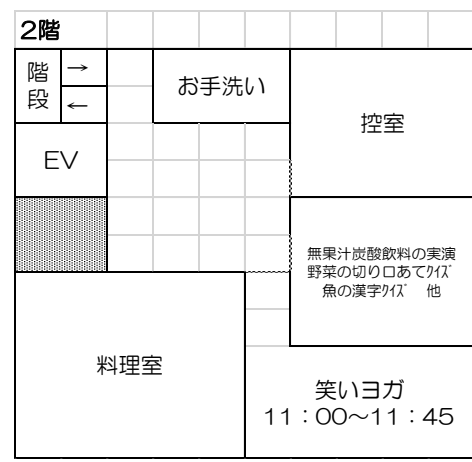 2階
階段
→
←
お手洗い
控室
EV
無果汁炭酸飲料の実演
野菜の切り口あてクイズ
魚の漢字クイズ　他
料理室
笑いヨガ
11：00～11：45